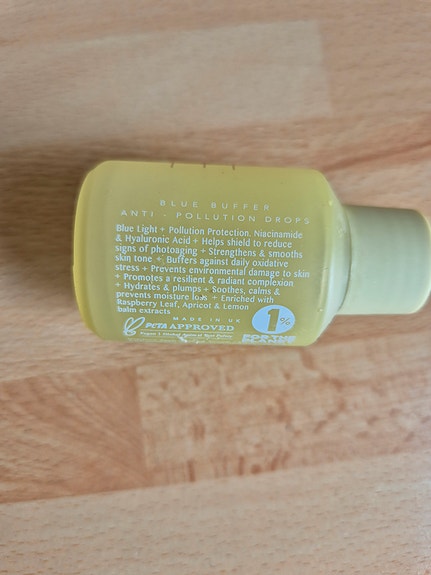 BLUE BUFFER
ANTI - POLLUTION DROPS
Blue Light + Pollution Protection. Niacinamide
& Hyaluronic Acid + Helps shield to reduce
signs of photoaging + Strengthens & smooths
skin tone + Buffers against daily oxidative
stress + Prevents environmental damage to skin
+ Promotes a resilient & radiant complexion
+ Hydrates & plumps + Soothes, calms &
prevents moisture loss + Enriched with
Raspberry Leaf, Apricot & Lemon
balm extracts
MADE IN UK
PETA APPROVED
1%
FOR THE
PLANET